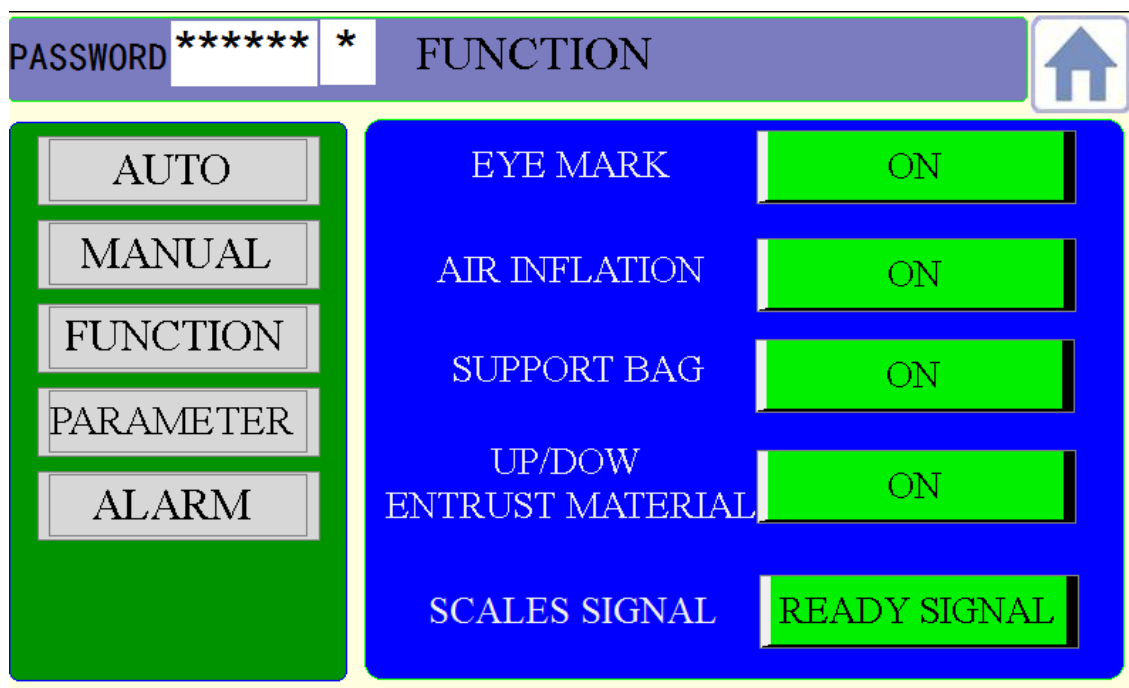 PASSWORD ****** * FUNCTION
AUTO
MANUAL
FUNCTION
PARAMETER
ALARM
EYE MARK ON
AIR INFLATION ON
SUPPORT BAG ON
UP/DOW
ENTRUST MATERIAL ON
SCALES SIGNAL READY SIGNAL